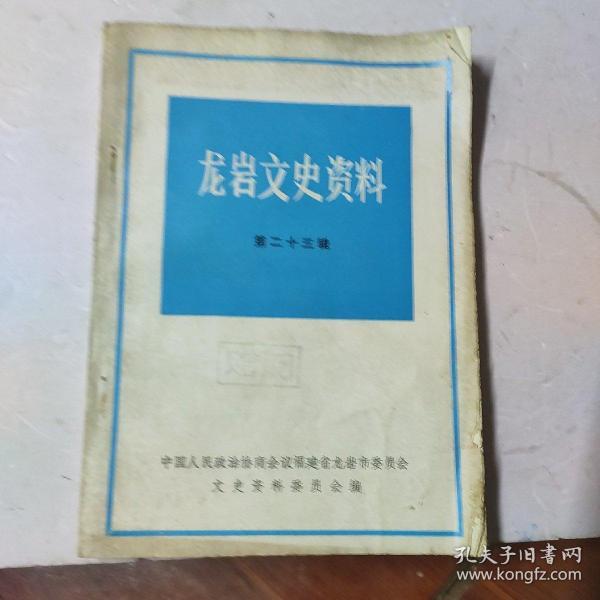 龙岩文史资料
第二十三辑
中国人民政治协商会议福建省龙岩市委员会
文史资料委员会编
孔夫子旧书网
www.kongfz.com